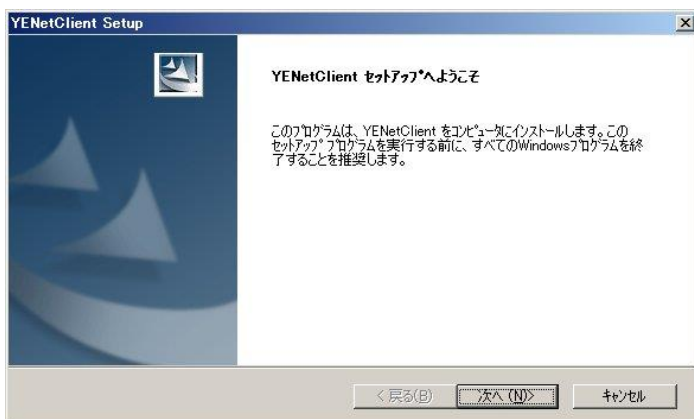 YENetClient Setup
YENetClient ｾｯﾄｱｯﾌﾟへようこそ
このﾌﾟﾛｸﾞﾗﾑは、YENetClient をｺﾝﾋﾟｭｰﾀにｲﾝｽﾄｰﾙします。この
ｾｯﾄｱｯﾌﾟ ﾌﾟﾛｸﾞﾗﾑを実行する前に、すべてのWindowsﾌﾟﾛｸﾞﾗﾑを終
了することを推奨します。
< 戻る(B) 次へ (N)> ｷｬﾝｾﾙ